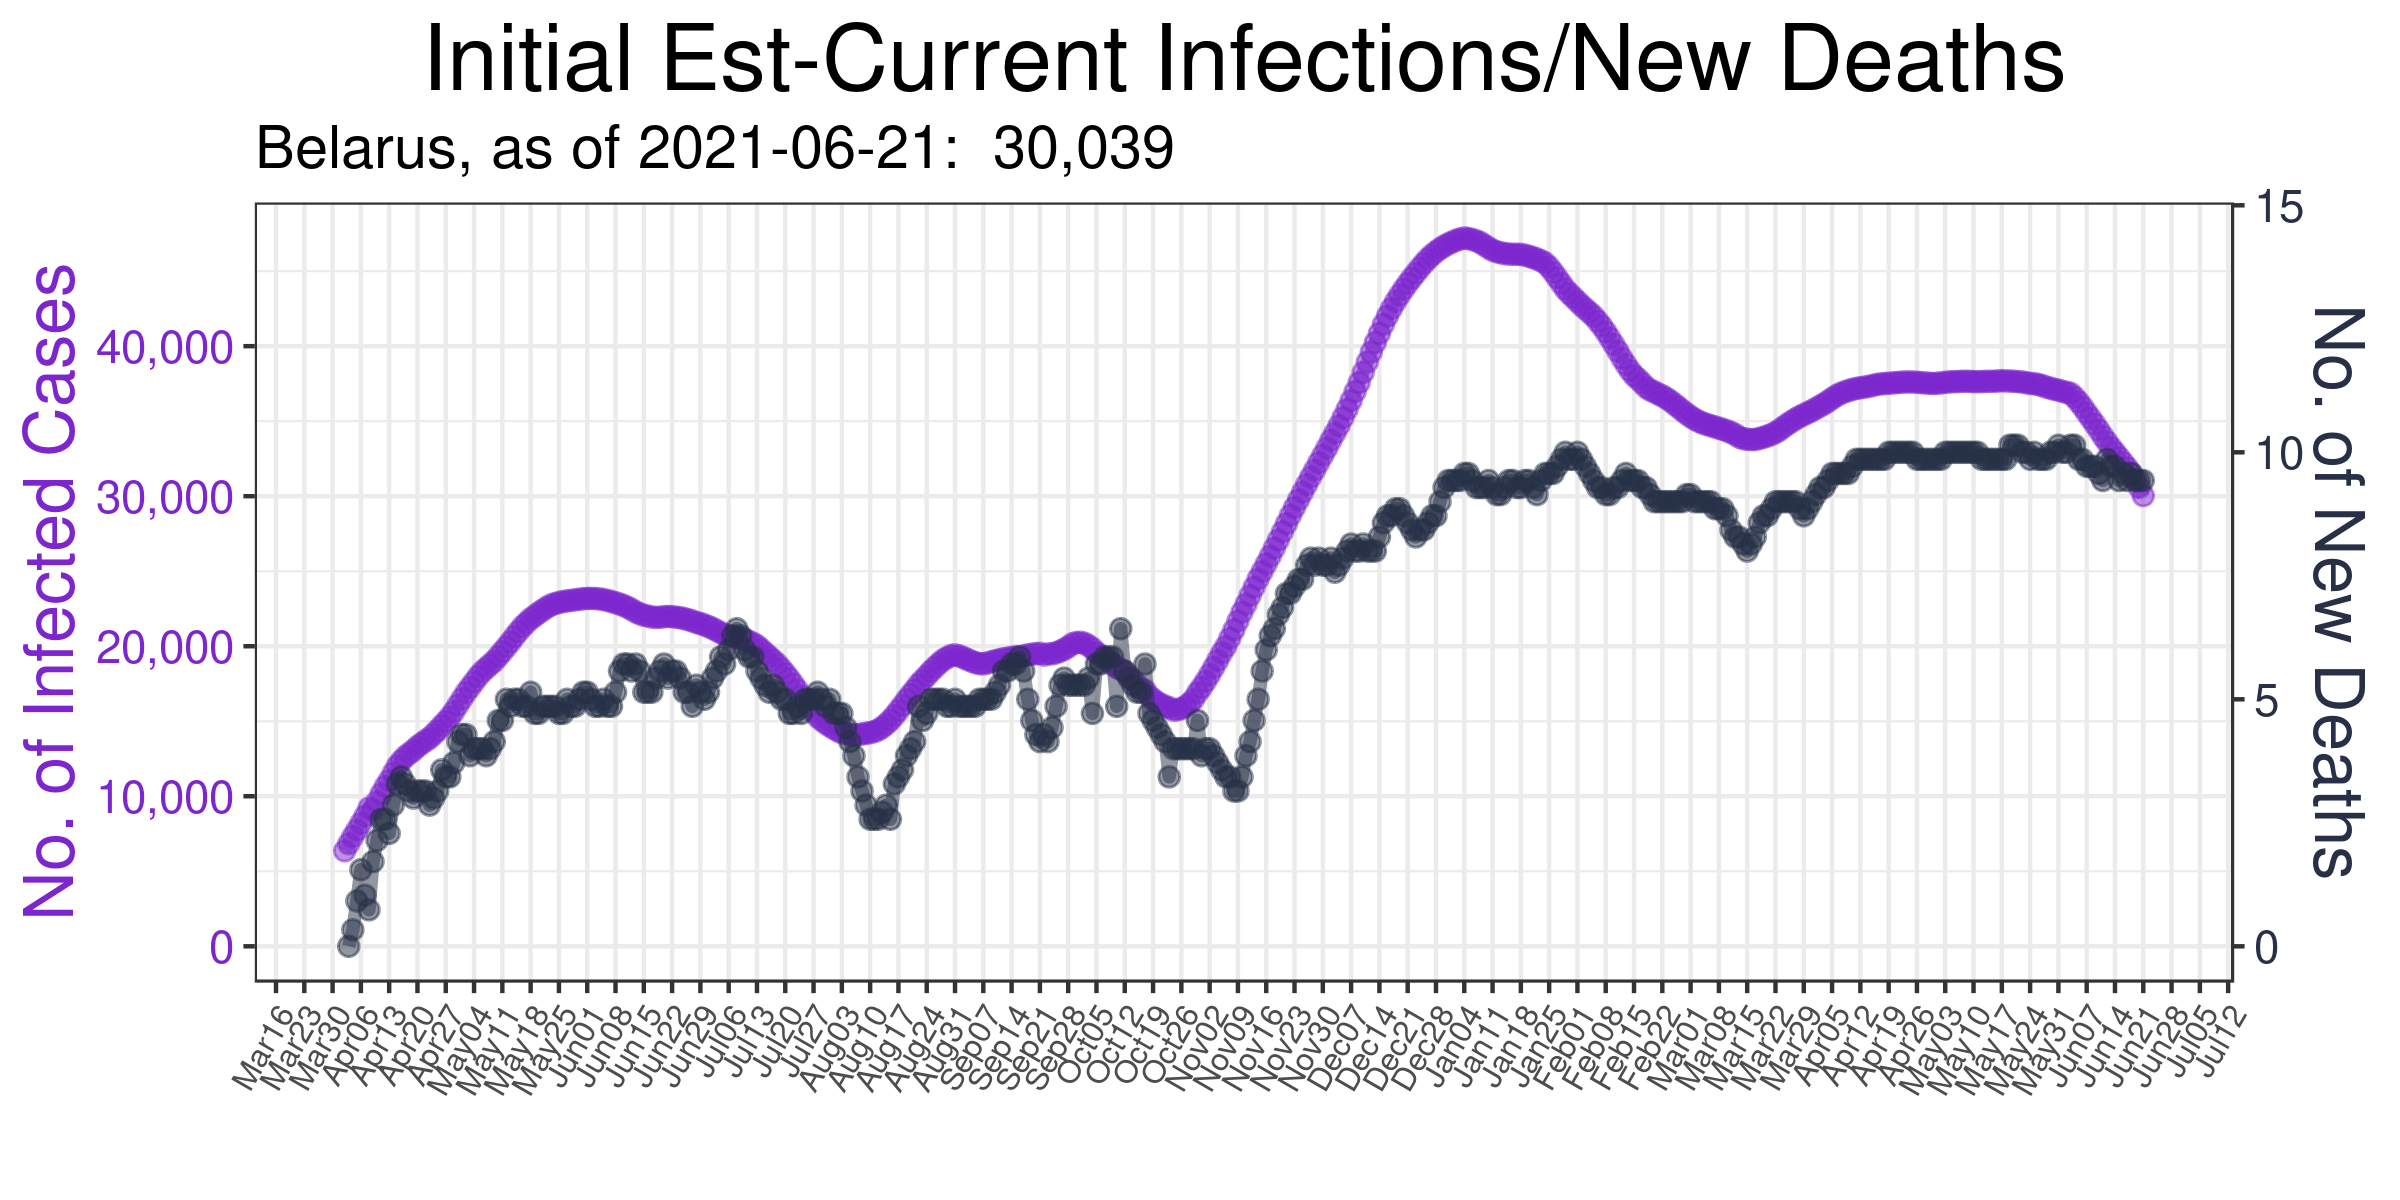 Initial Est-Current Infections/New Deaths
Belarus, as of 2021-06-21: 30,039
No. of Infected Cases
40,000
30,000
20,000
10,000
0
15
10
5
0
No. of New Deaths
Mar16
Mar23
Mar30
Apr06
Apr13
Apr20
Apr27
May04
May11
May18
May25
Jun01
Jun08
Jun15
Jun22
Jun29
Jul06
Jul13
Jul20
Jul27
Aug03
Aug10
Aug17
Aug24
Aug31
Sep07
Sep14
Sep21
Sep28
Oct05
Oct12
Oct19
Oct26
Nov02
Nov09
Nov16
Nov23
Nov30
Dec07
Dec14
Dec21
Dec28
Jan04
Jan11
Jan18
Jan25
Feb01
Feb08
Feb15
Feb22
Mar01
Mar08
Mar15
Mar22
Mar29
Apr05
Apr12
Apr19
Apr26
May03
May10
May17
May24
May31
Jun07
Jun14
Jun21
Jun28
Jul05
Jul12